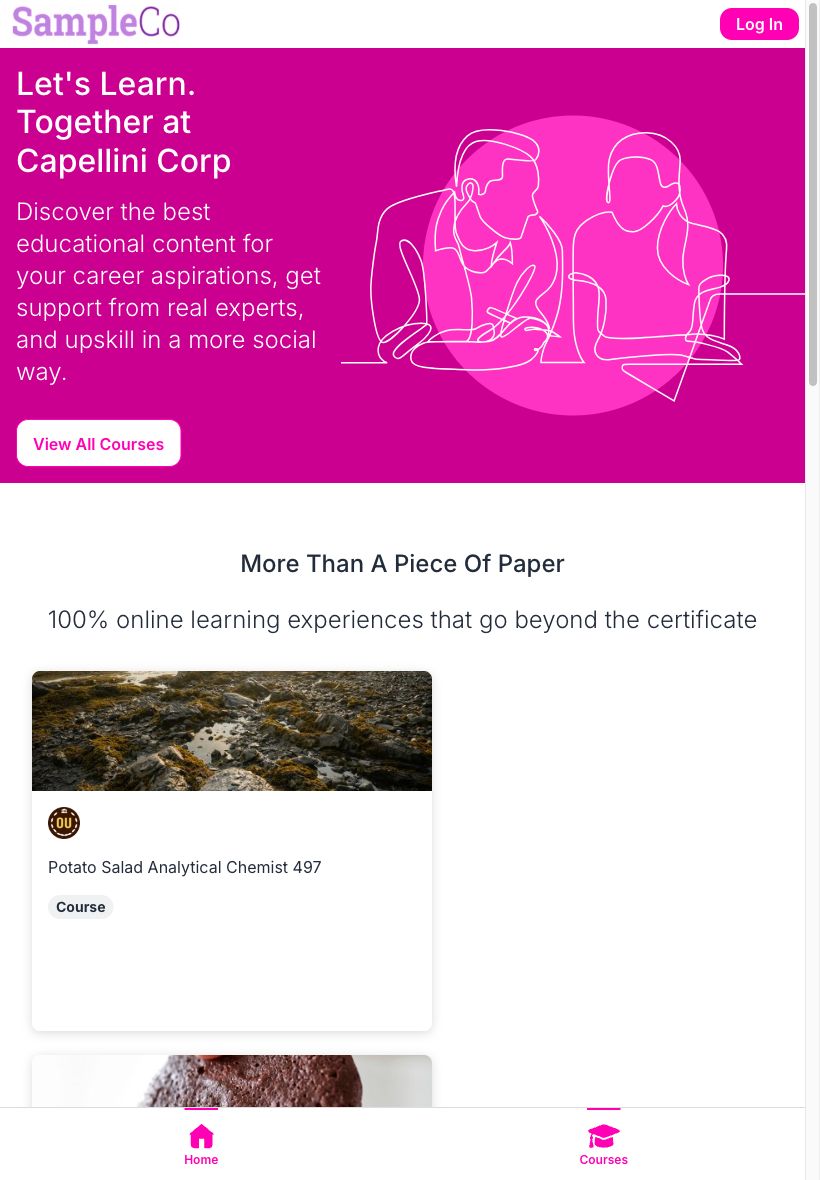 SampleCo
Log In
Let's Learn.
Together at
Capellini Corp
Discover the best
educational content for
your career aspirations, get
support from real experts,
and upskill in a more social
way.
View All Courses
More Than A Piece Of Paper
100% online learning experiences that go beyond the certificate
OU
Potato Salad Analytical Chemist 497
Course
Home
Courses